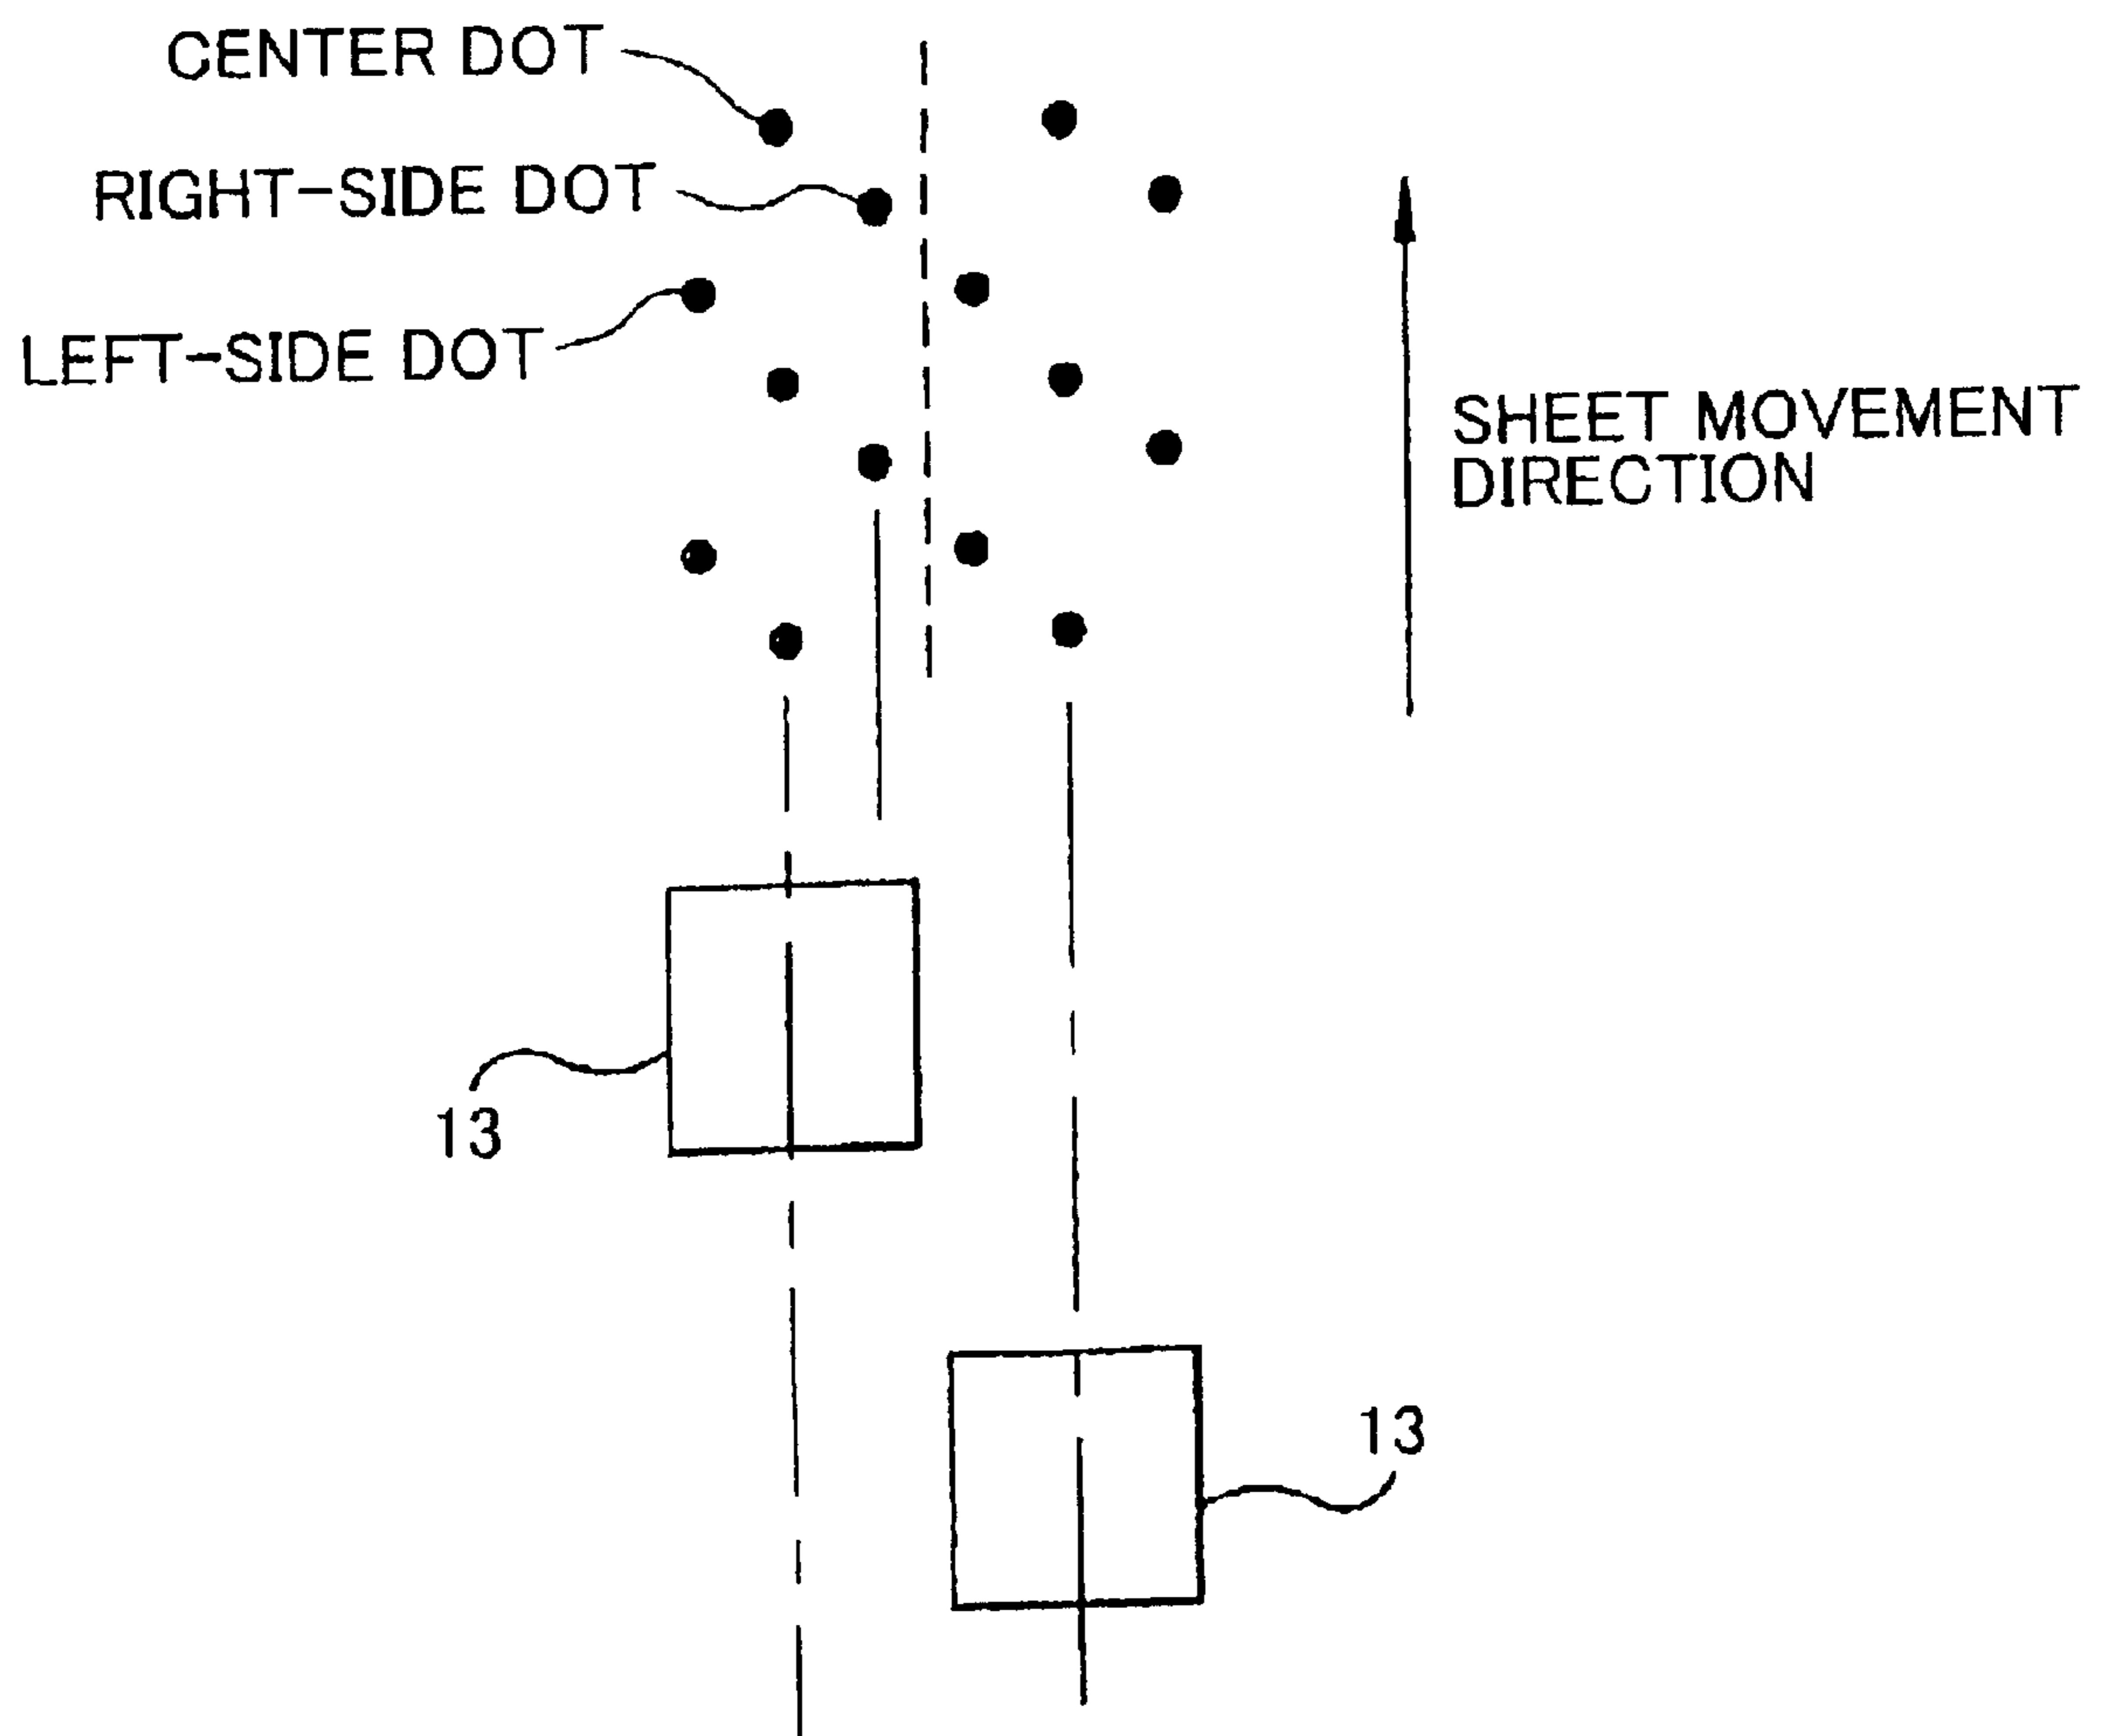 CENTER DOT
RIGHT-SIDE DOT
LEFT-SIDE DOT
SHEET MOVEMENT
DIRECTION
13
13